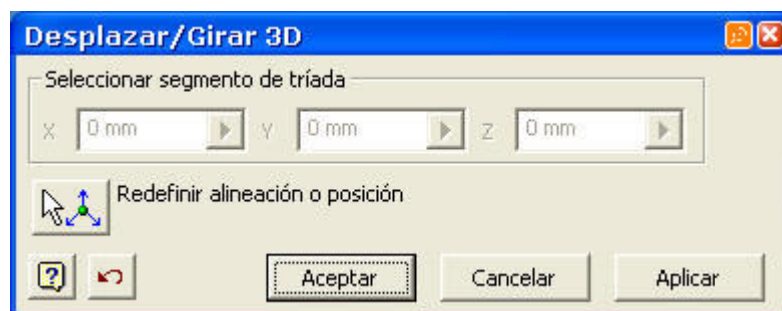 Desplazar/Girar 3D
Seleccionar segmento de tríada
X 0 mm Y 0 mm Z 0 mm
Redefinir alineación o posición
Aceptar Cancelar Aplicar